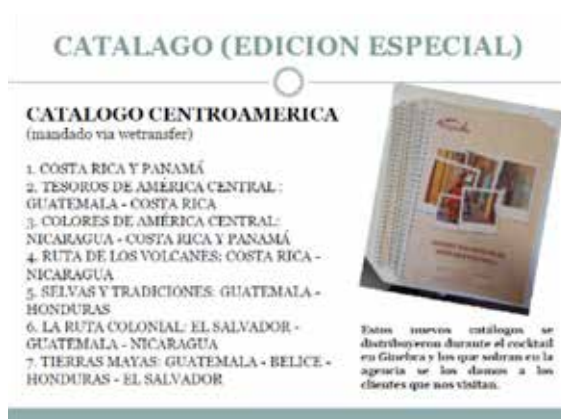 CATALAGO (EDICION ESPECIAL)
CATALOGO CENTROAMERICA
(mandado via wetransfer)
1. COSTA RICA Y PANAMÁ
2. TESOROS DE AMÉRICA CENTRAL :
GUATEMALA - COSTA RICA
3. COLORES DE AMÉRICA CENTRAL:
NICARAGUA - COSTA RICA Y PANAMÁ
4. RUTA DE LOS VOLCANES: COSTA RICA -
NICARAGUA
5. SELVAS Y TRADICIONES: GUATEMALA -
HONDURAS
6. LA RUTA COLONIAL: EL SALVADOR -
GUATEMALA - NICARAGUA
7. TIERRAS MAYAS: GUATEMALA - BELICE -
HONDURAS - EL SALVADOR
Estos nuevos catálogos se
distribuyeron durante el cocktail
en Ginebra y los que sobran en la
agencia se los damos a los
clientes que nos visitan.